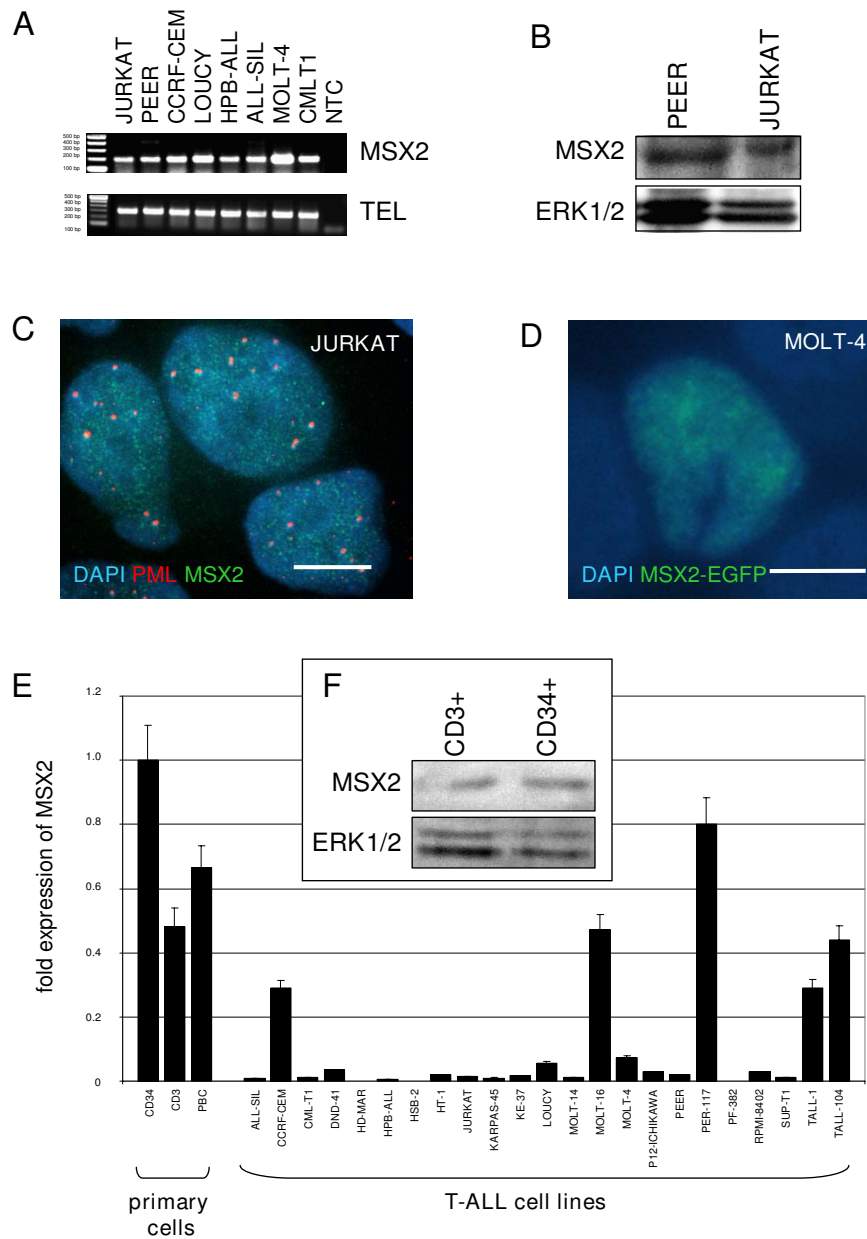 A
JURKAT
PEER
CCRF-CEM
LOUCY
HPB-ALL
ALL-SIL
MOLT-4
CMLT1
NTC
500 bp
400 bp
300 bp
200 bp
100 bp
MSX2
500 bp
400 bp
300 bp
200 bp
100 bp
TEL
B
PEER
JURKAT
MSX2
ERK1/2
C
JURKAT
DAPI PML MSX2
D
MOLT-4
DAPI MSX2-EGFP
E
fold expression of MSX2
1.2
1.0
0.8
0.6
0.4
0.2
0
CD34
CD3
PBC
ALL-SIL
CCRF-CEM
CML-T1
DND-41
HD-MAR
HPB-ALL
HSB-2
HT-1
JURKAT
KARPAS-45
KE-37
LOUCY
MOLT-14
MOLT-16
MOLT-4
P12-ICHIKAWA
PEER
PER-117
PF-382
RPMI-8402
SUP-T1
TALL-1
TALL-104
primary
cells
T-ALL cell lines
F
CD3+
CD34+
MSX2
ERK1/2